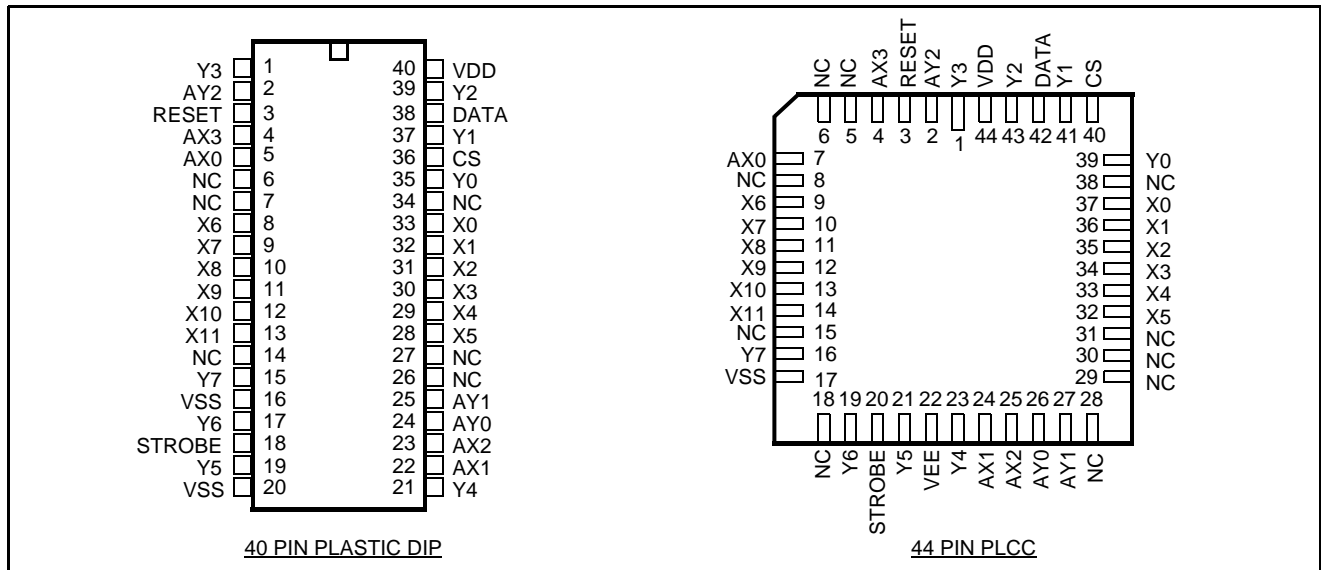 Y3 1 40 VDD
AY2 2 39 Y2
RESET 3 38 DATA
AX3 4 37 Y1
AX0 5 36 CS
NC 6 35 Y0
NC 7 34 NC
X6 8 33 X0
X7 9 32 X1
X8 10 31 X2
X9 11 30 X3
X10 12 29 X4
X11 13 28 X5
NC 14 27 NC
Y7 15 26 NC
VSS 16 25 AY1
Y6 17 24 AY0
STROBE 18 23 AX2
Y5 19 22 AX1
VSS 20 21 Y4
40 PIN PLASTIC DIP
NC NC AX3 RESET AY2 Y3 VDD Y2 DATA Y1 CS
6 5 4 3 2 1 44 43 42 41 40
AX0 7 39 Y0
NC 8 38 NC
X6 9 37 X0
X7 10 36 X1
X8 11 35 X2
X9 12 34 X3
X10 13 33 X4
X11 14 32 X5
NC 15 31 NC
Y7 16 30 NC
VSS 17 29 NC
18 19 20 21 22 23 24 25 26 27 28
NC Y6 STROBE Y5 VEE Y4 AX1 AX2 AY0 AY1 NC
44 PIN PLCC